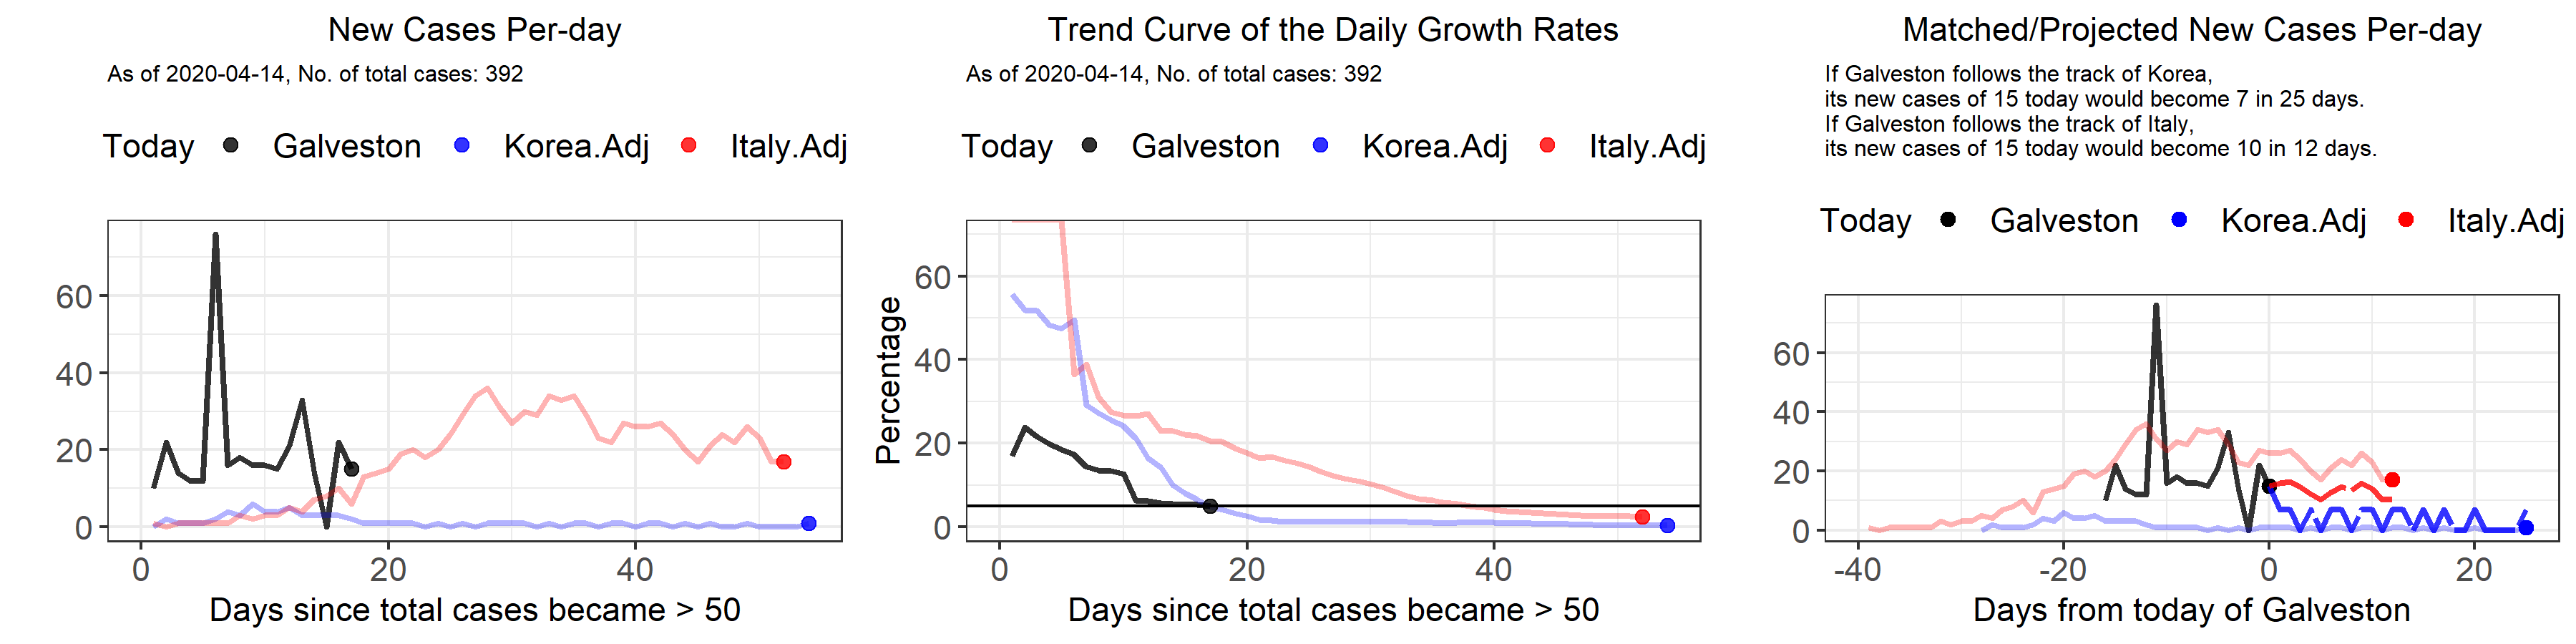 New Cases Per-day
As of 2020-04-14, No. of total cases: 392
Today Galveston Korea.Adj Italy.Adj
60
40
20
0
0 20 40
Days since total cases became > 50
Trend Curve of the Daily Growth Rates
As of 2020-04-14, No. of total cases: 392
Today Galveston Korea.Adj Italy.Adj
Percentage
60
40
20
0
0 20 40
Days since total cases became > 50
Matched/Projected New Cases Per-day
If Galveston follows the track of Korea,
its new cases of 15 today would become 7 in 25 days.
If Galveston follows the track of Italy,
its new cases of 15 today would become 10 in 12 days.
Today Galveston Korea.Adj Italy.Adj
60
40
20
0
-40 -20 0 20
Days from today of Galveston